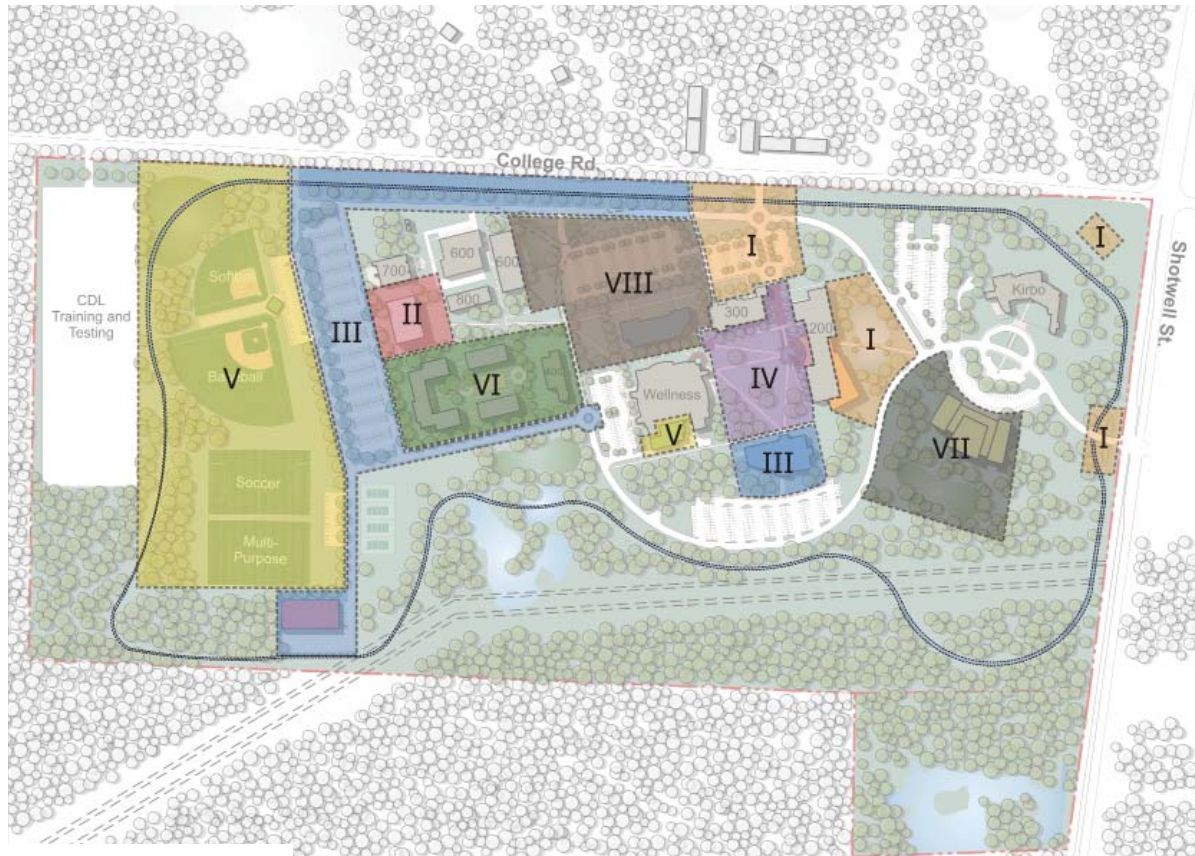 College Rd.
Shotwell St.
I
I
Kirbo
600
500
700
800
VIII
300
200
I
II
III
CDL
Training and
Testing
Softball
Baseball
V
VI
400
Wellness
IV
V
III
VII
I
Soccer
Multi-
Purpose